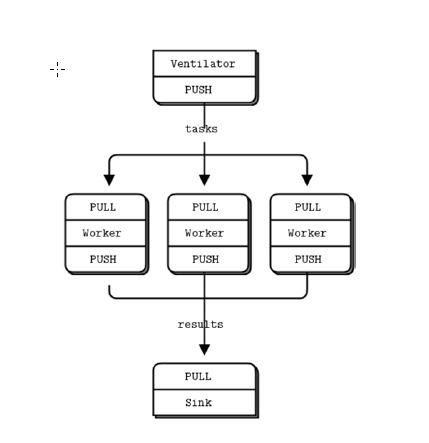 Ventilator
PUSH
tasks
PULL PULL PULL
Worker Worker Worker
PUSH PUSH PUSH
results
PULL
Sink